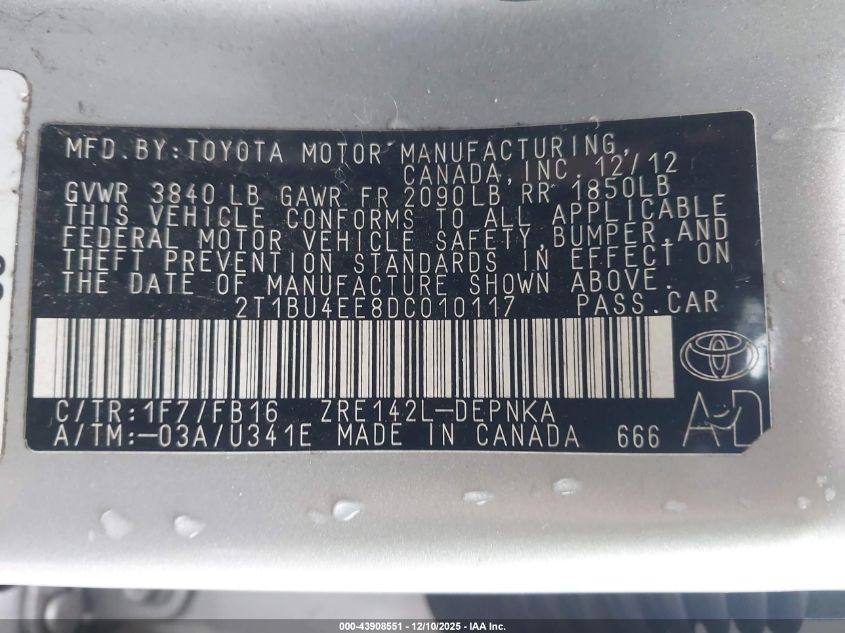 MFD.BY:TOYOTA MOTOR MANUFACTURING,
CANADA, INC. 12/12
GVWR 3840 LB GAWR FR 2090LB RR 1850LB
THIS VEHICLE CONFORMS TO ALL APPLICABLE
FEDERAL MOTOR VEHICLE SAFETY, BUMPER, AND
THEFT PREVENTION STANDARDS IN EFFECT ON
THE DATE OF MANUFACTURE SHOWN ABOVE.
2T1BU4EE8DC010117 PASS.CAR
C/TR:1F7/FB16 ZRE142L-DEPNKA
A/TM:-03A/U341E MADE IN CANADA 666
A-D
000-43908551 - 12/10/2025 - IAA Inc.